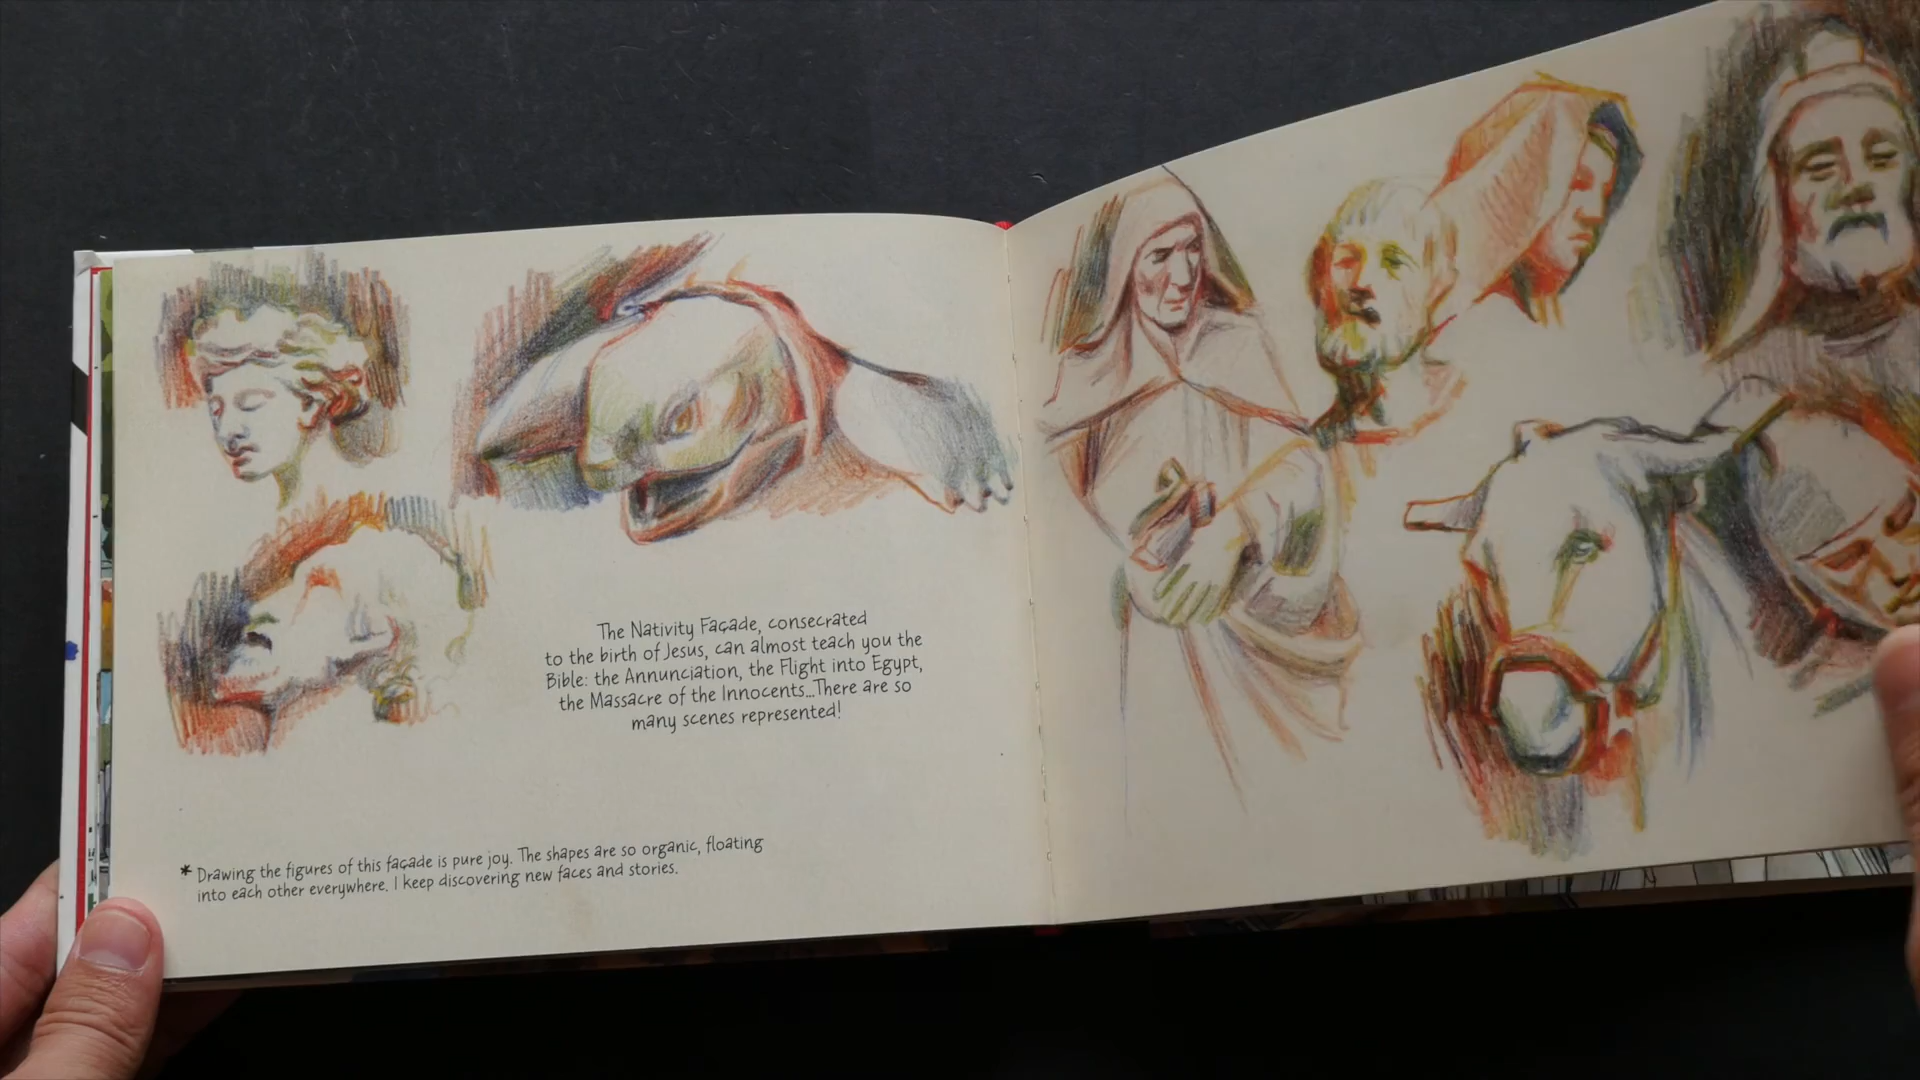 The Nativity Façade, consecrated
to the birth of Jesus, can almost teach you the
Bible: the Annunciation, the Flight into Egypt,
the Massacre of the Innocents...There are so
many scenes represented!
* Drawing the figures of this façade is pure joy. The shapes are so organic, floating
into each other everywhere. I keep discovering new faces and stories.